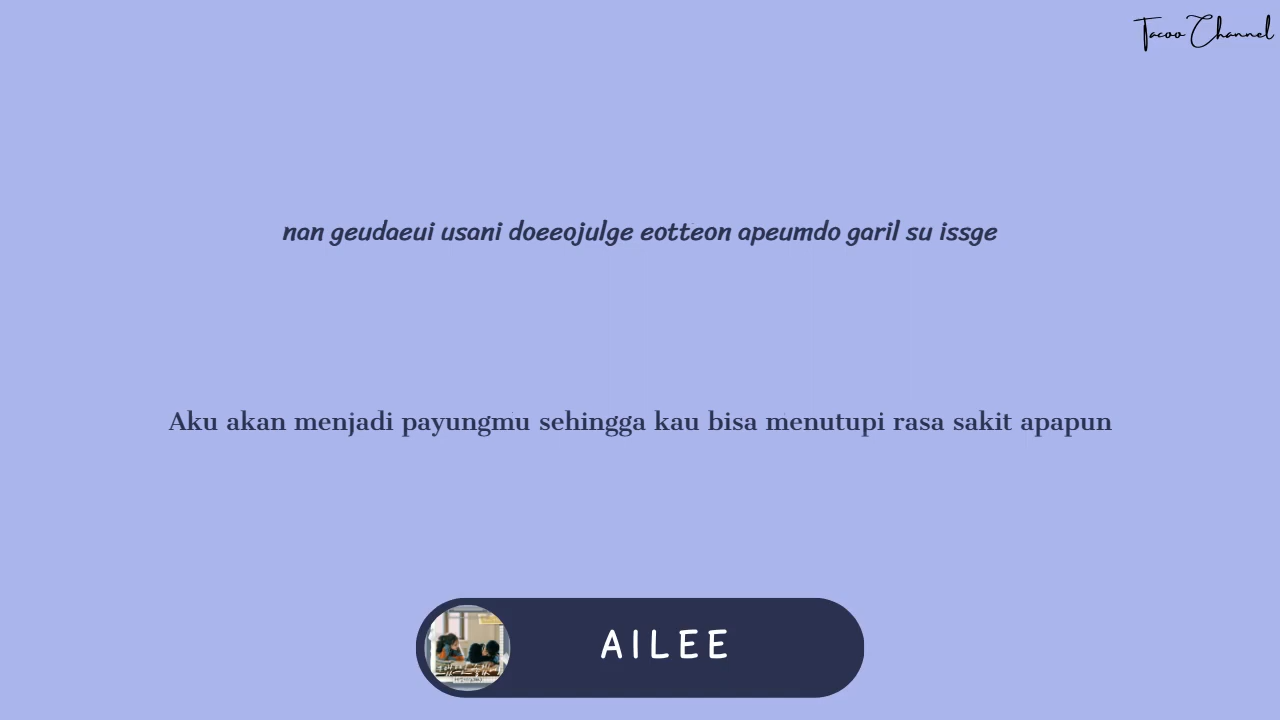 Tacoo Channel
nan geudaeui usani doeeojulge eotteon apeumdo garil su issge
Aku akan menjadi payungmu sehingga kau bisa menutupi rasa sakit apapun
AILEE